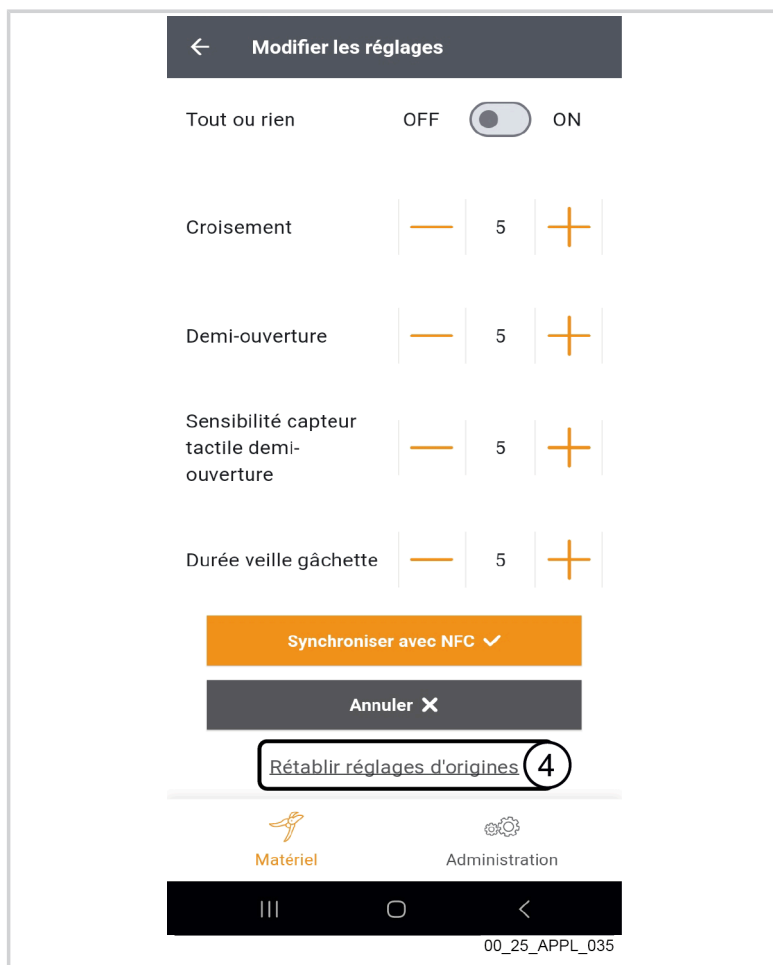 Modifier les réglages
Tout ou rien OFF ON
Croisement 5
Demi-ouverture 5
Sensibilité capteur
tactile demi-
ouverture
5
Durée veille gâchette 5
Synchroniser avec NFC
Annuler
Rétablir réglages d'origines 4
Matériel Administration
00_25_APPL_035